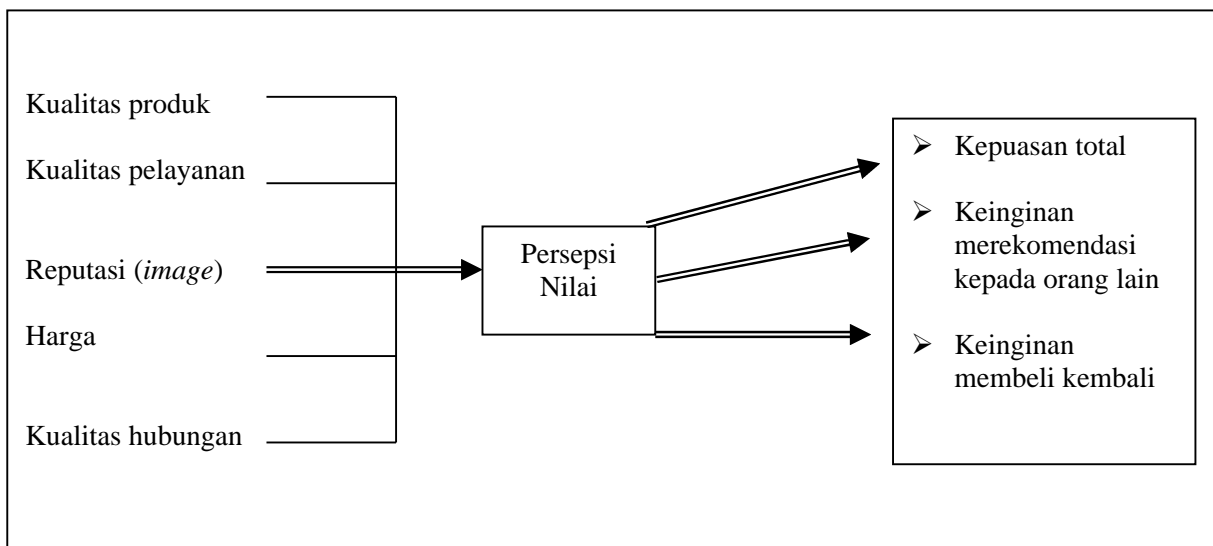 Kualitas produk
Kualitas pelayanan
Reputasi (image)
Harga
Kualitas hubungan
Persepsi
Nilai
➢ Kepuasan total
➢ Keinginan
merekomendasi
kepada orang lain
➢ Keinginan
membeli kembali